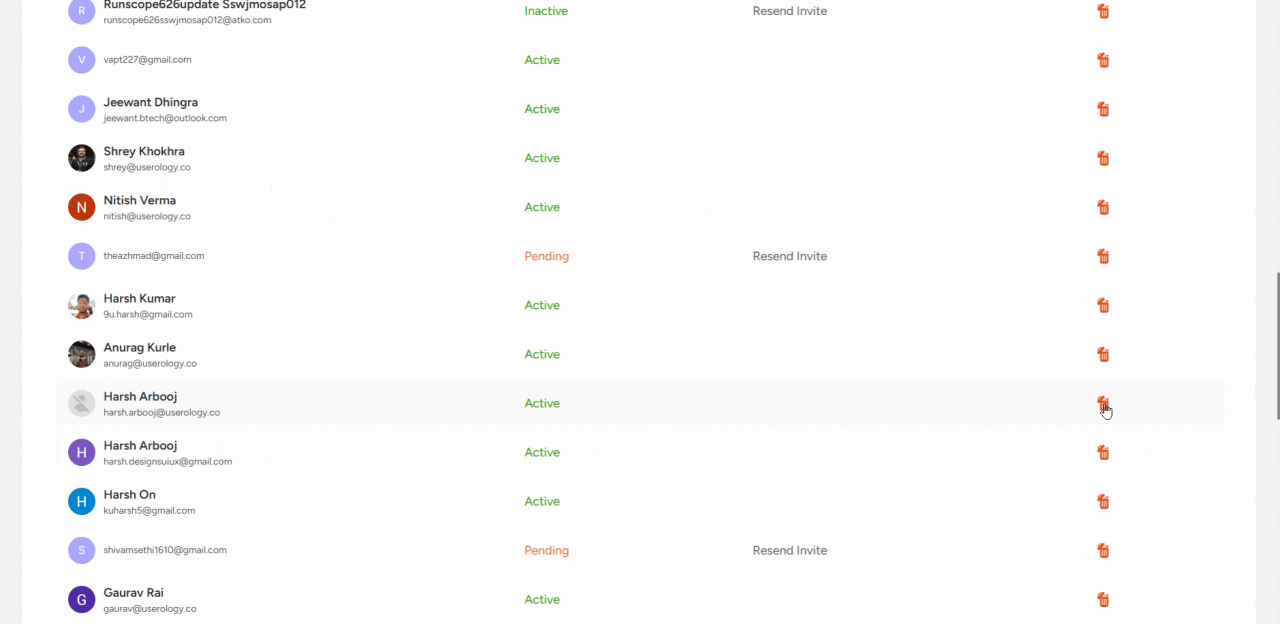 R
Runscope626update Sswjmosap012
runscope626sswjmosap012@atko.com
Inactive
Resend Invite
V
vapt227@gmail.com
Active
J
Jeewant Dhingra
jeewant.btech@outlook.com
Active
Shrey Khokhra
shrey@userology.co
Active
N
Nitish Verma
nitish@userology.co
Active
T
theazhmad@gmail.com
Pending
Resend Invite
Harsh Kumar
9u.harsh@gmail.com
Active
Anurag Kurle
anurag@userology.co
Active
Harsh Arbooj
harsh.arbooj@userology.co
Active
H
Harsh Arbooj
harsh.designsuiux@gmail.com
Active
H
Harsh On
kuharsh5@gmail.com
Active
S
shivamsethi1610@gmail.com
Pending
Resend Invite
G
Gaurav Rai
gaurav@userology.co
Active